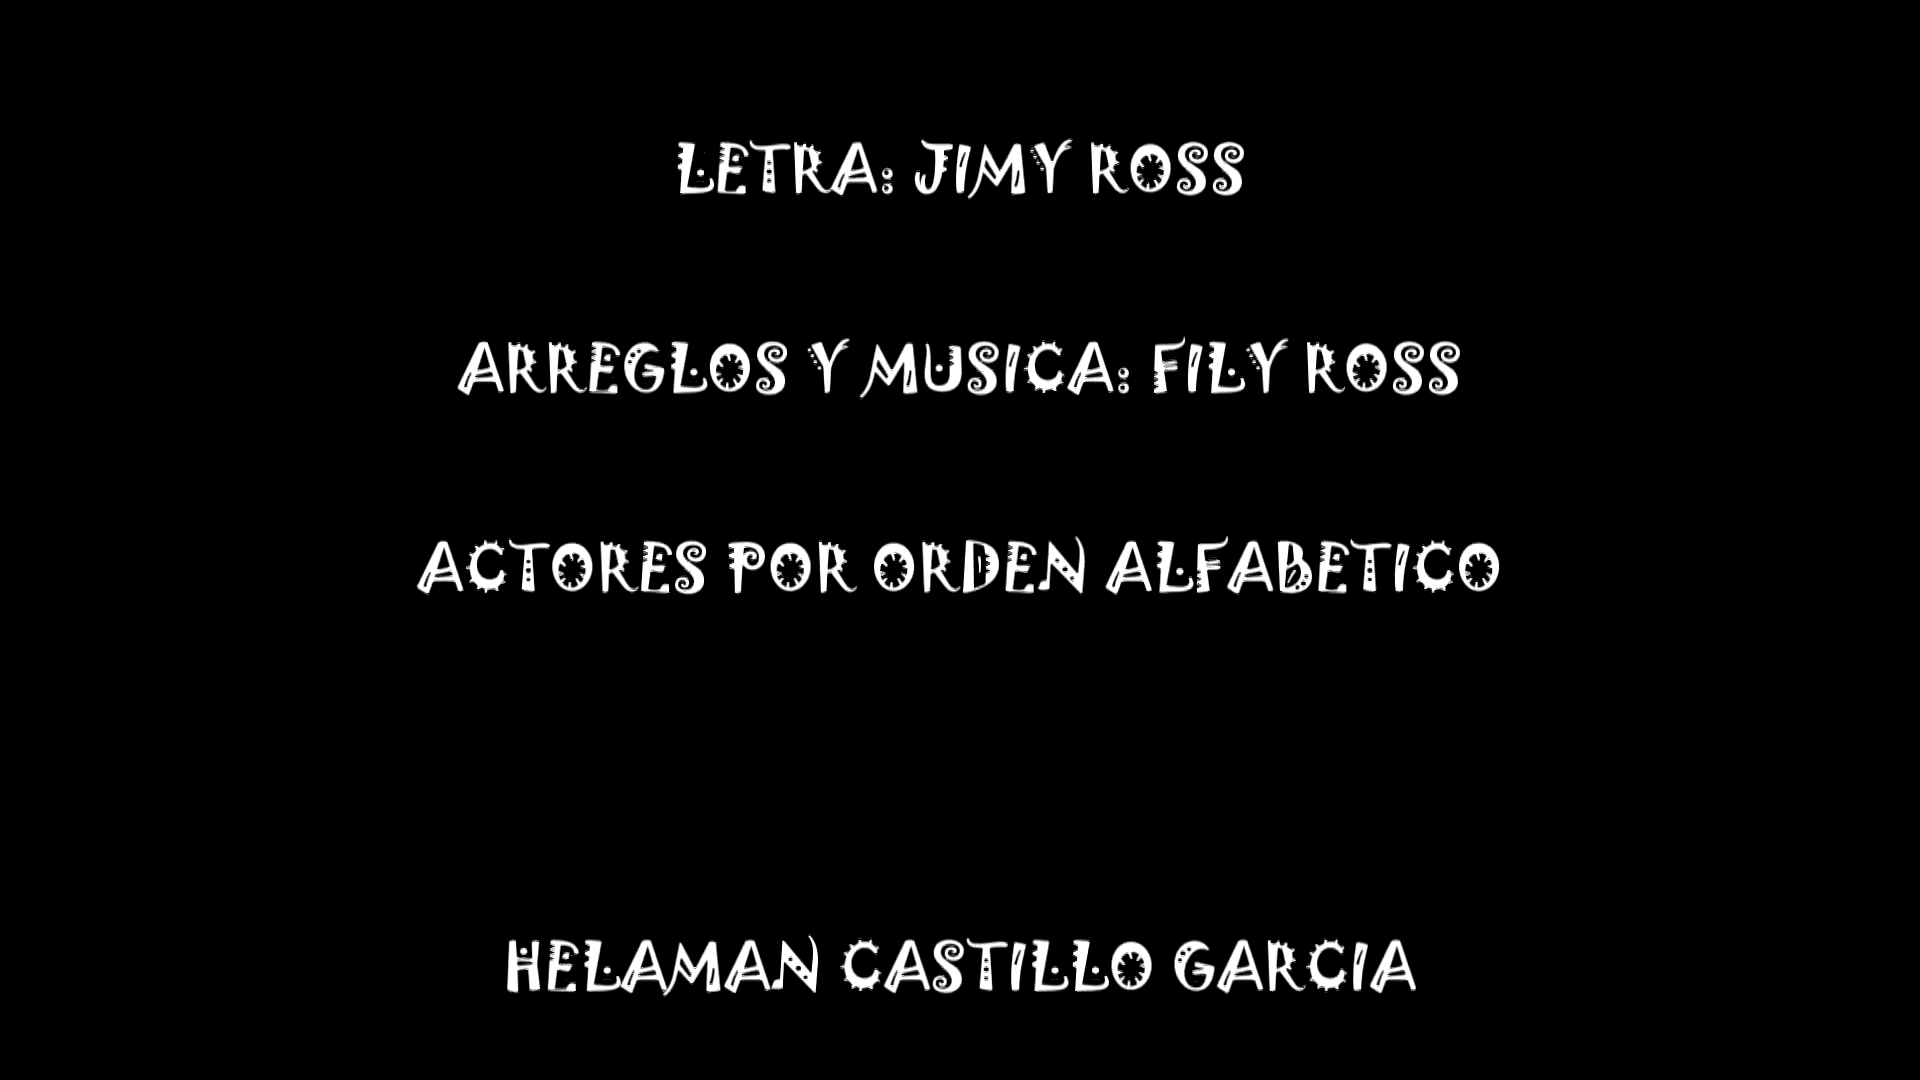 LETRA: JIMY ROSS
ARREGLOS Y MUSICA: FILY ROSS
ACTORES POR ORDEN ALFABETICO
HELAMAN CASTILLO GARCIA